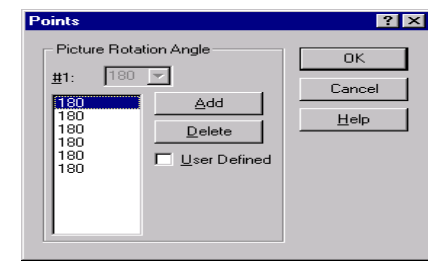 Points
Picture Rotation Angle
#1: 180
180
180
180
180
180
180
Add
Delete
User Defined
OK
Cancel
Help